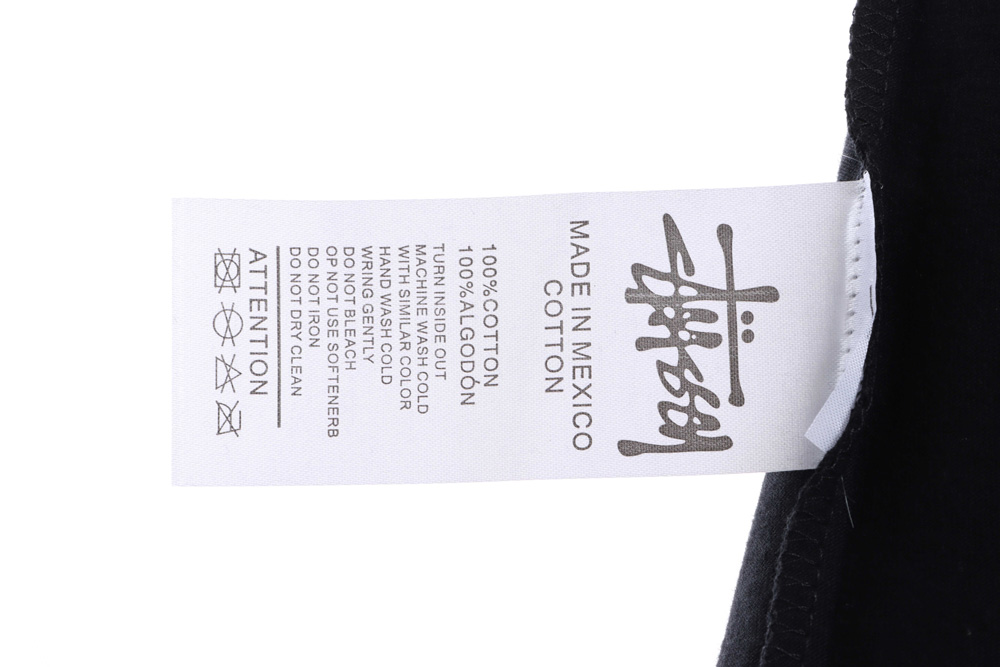 Stüssy
MADE IN MEXICO
COTTON
100%COTTON
100%ALGODÓN
TURN INSIDE OUT
MACHINE WASH COLD
WITH SIMILAR COLOR
HAND WASH COLD
WRING GENTLY
DO NOT BLEACH
OP NOT USE SOFTENERB
DO NOT IRON
DO NOT DRY CLEAN
ATTENTION